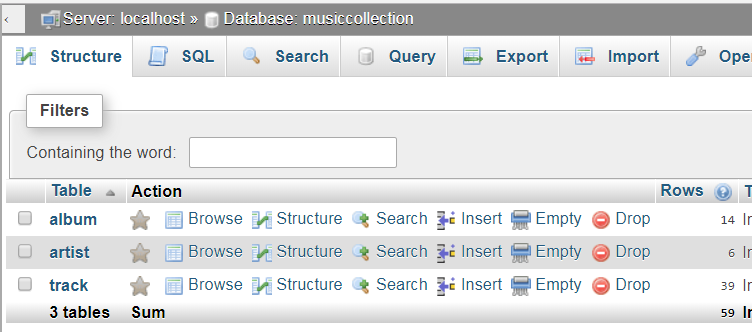 Server: localhost » Database: musiccollection
Structure SQL Search Query Export Import Ope
Filters
Containing the word:
Table Action Rows
album Browse Structure Search Insert Empty Drop 14 In
artist Browse Structure Search Insert Empty Drop 6 In
track Browse Structure Search Insert Empty Drop 39 In
3 tables Sum 59 In